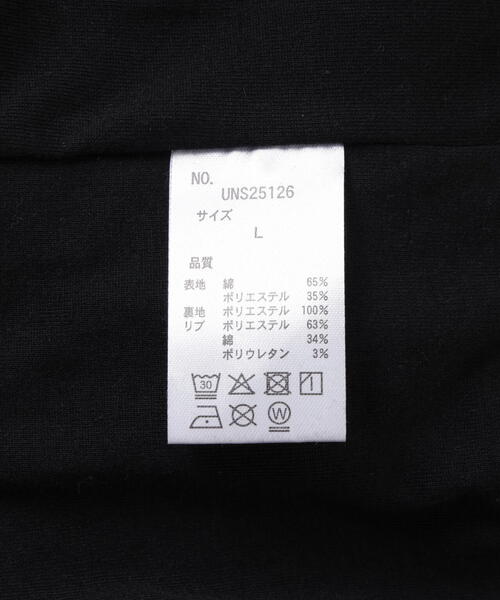 NO.
UNS25126
サイズ
L
品質
表地 綿 65%
ポリエステル 35%
裏地 ポリエステル 100%
リブ ポリエステル 63%
綿 34%
ポリウレタン 3%
30
W